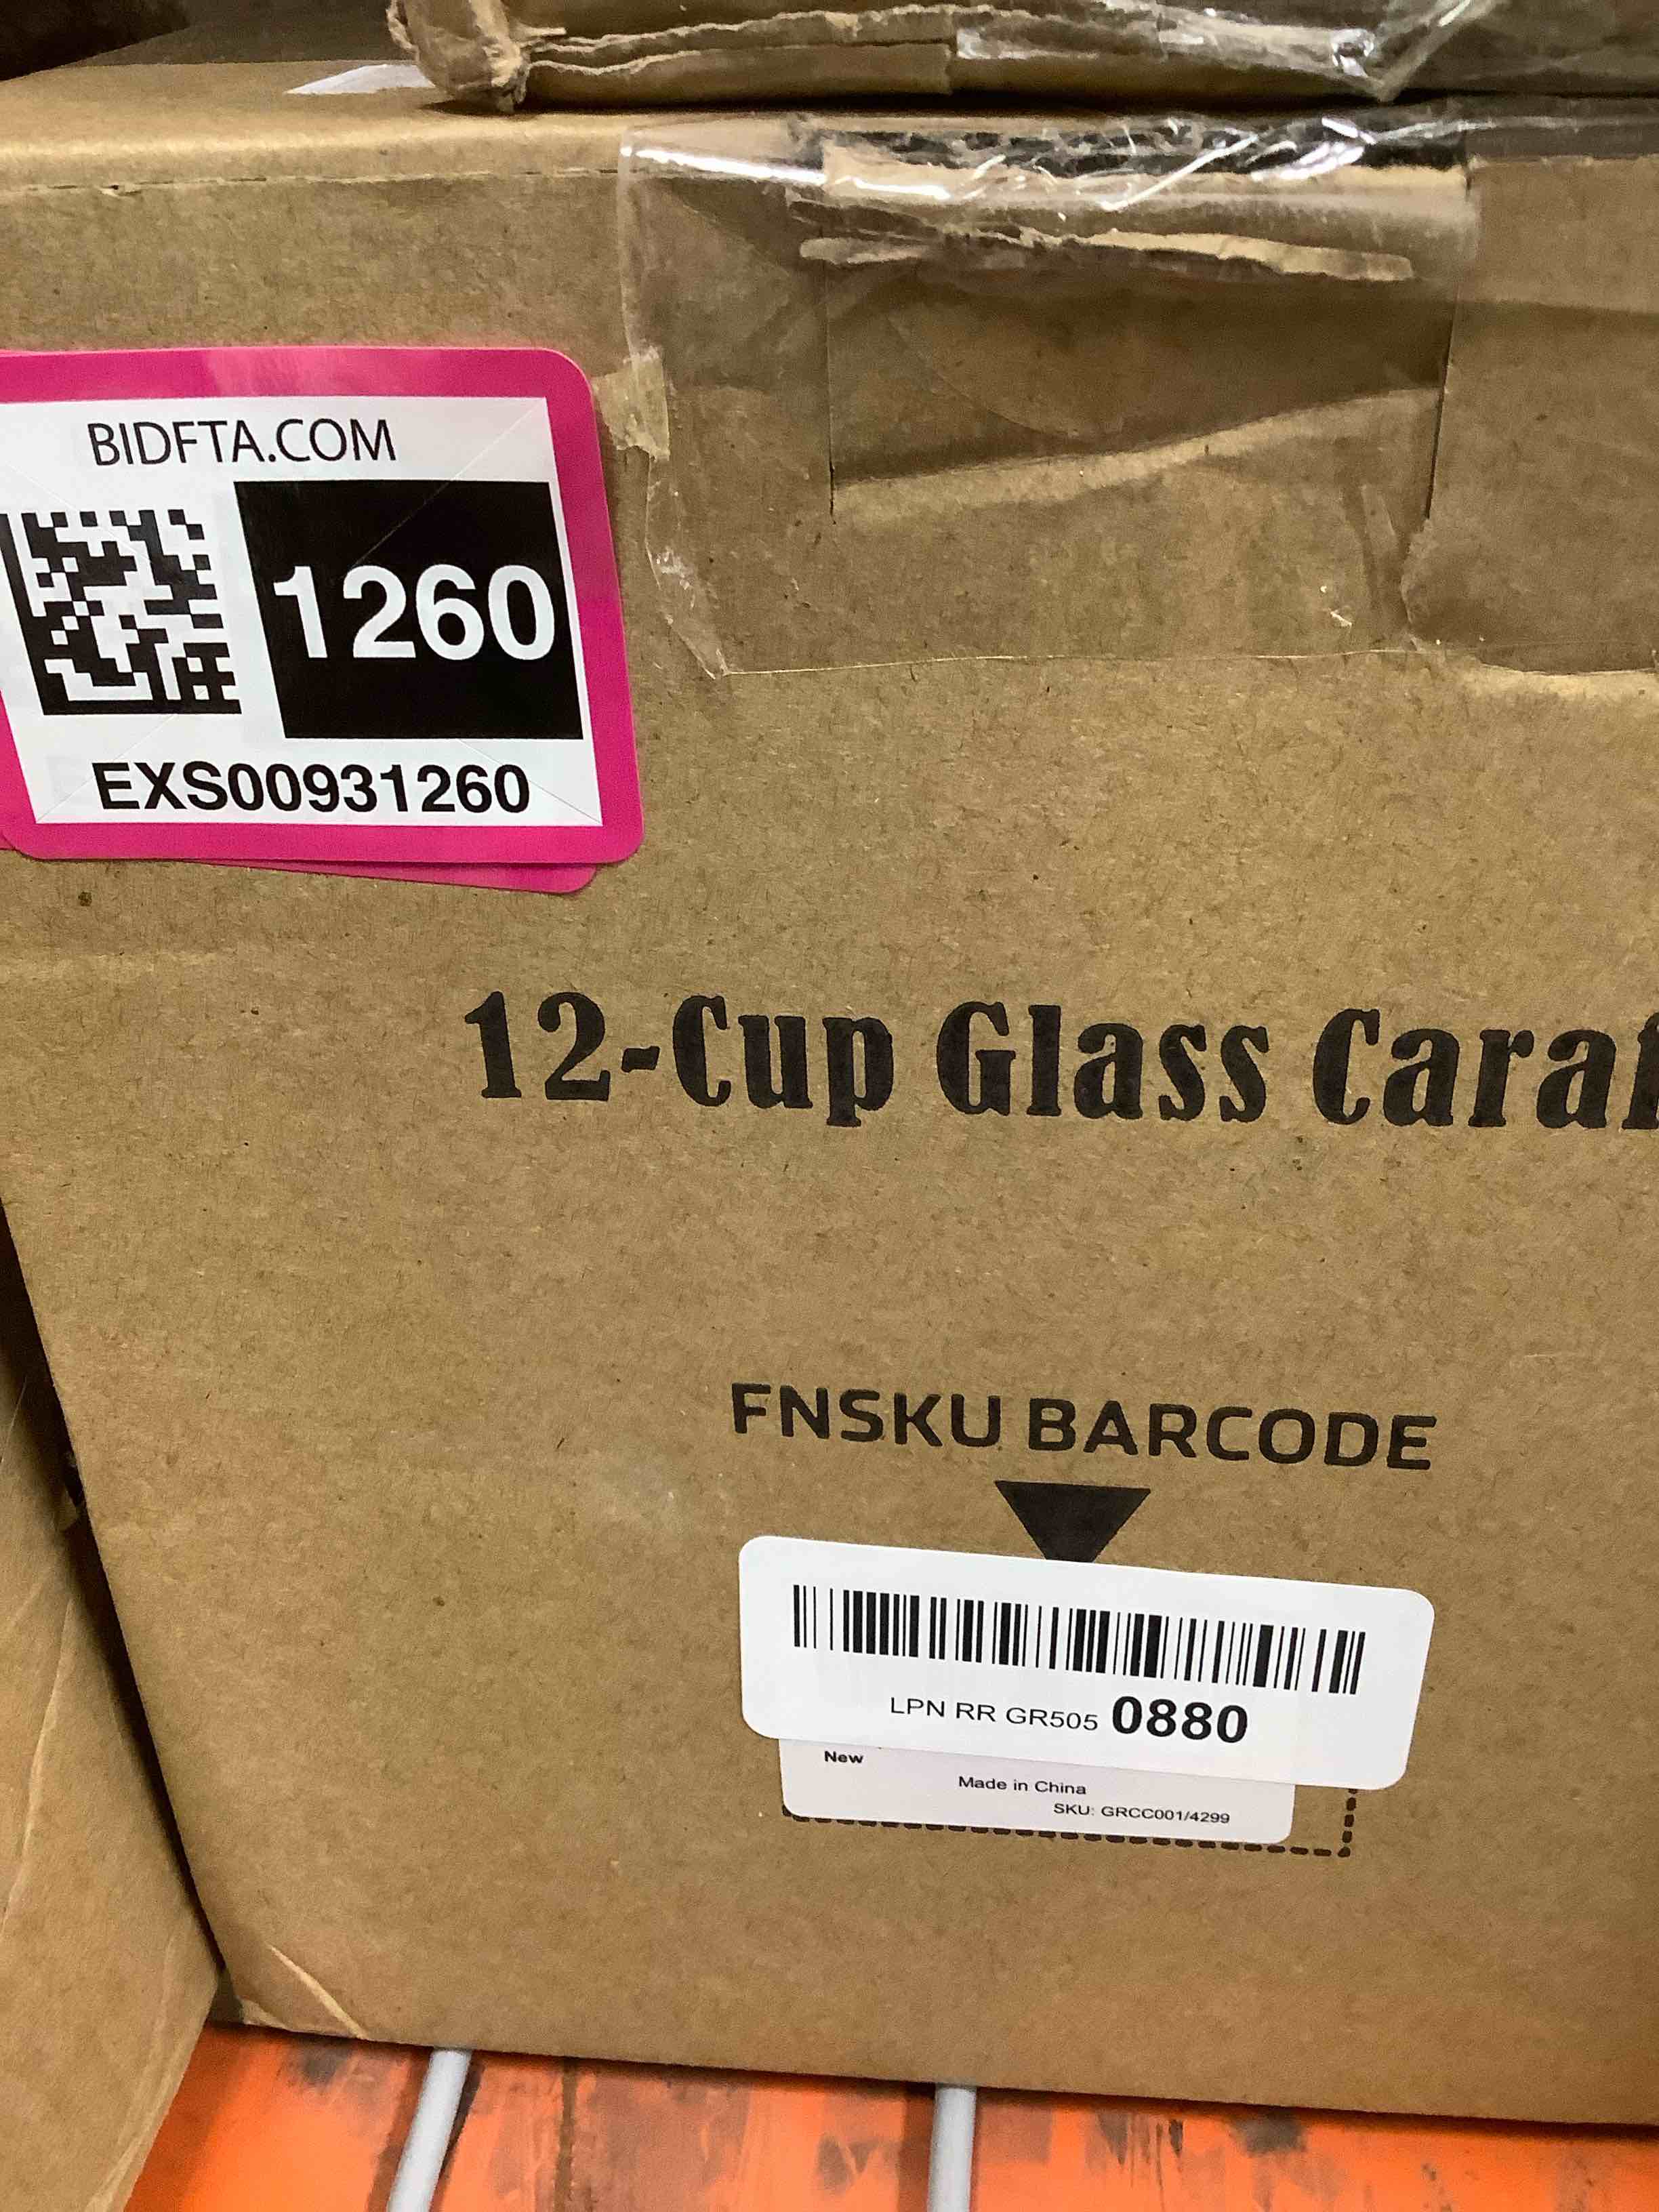 BIDFTA.COM
1260
EXS00931260
12-Cup Glass Caraf
FNSKU BARCODE
LPN RR GR505 0880
New
Made in China
SKU: GRCC001/4299